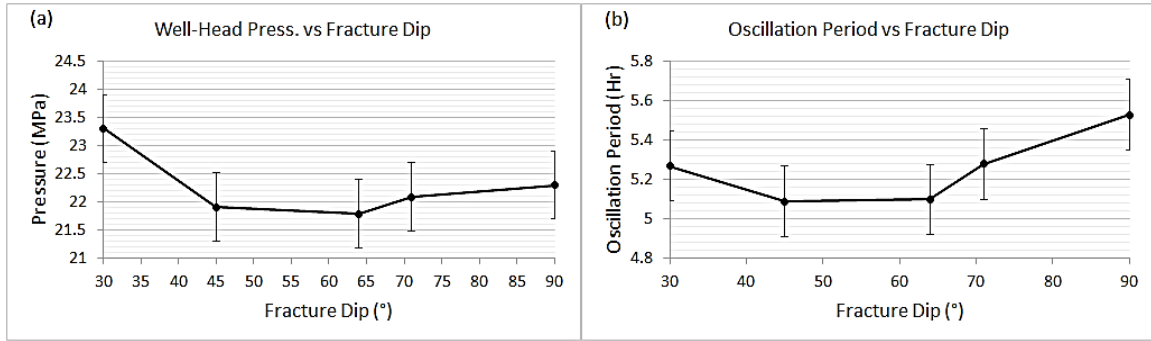 (a)
Well-Head Press. vs Fracture Dip
Pressure (MPa)
24.5
24
23.5
23
22.5
22
21.5
21
30 35 40 45 50 55 60 65 70 75 80 85 90
Fracture Dip (°)
(b)
Oscillation Period vs Fracture Dip
Oscillation Period (Hr)
5.8
5.6
5.4
5.2
5
4.8
30 40 50 60 70 80 90
Fracture Dip (°)